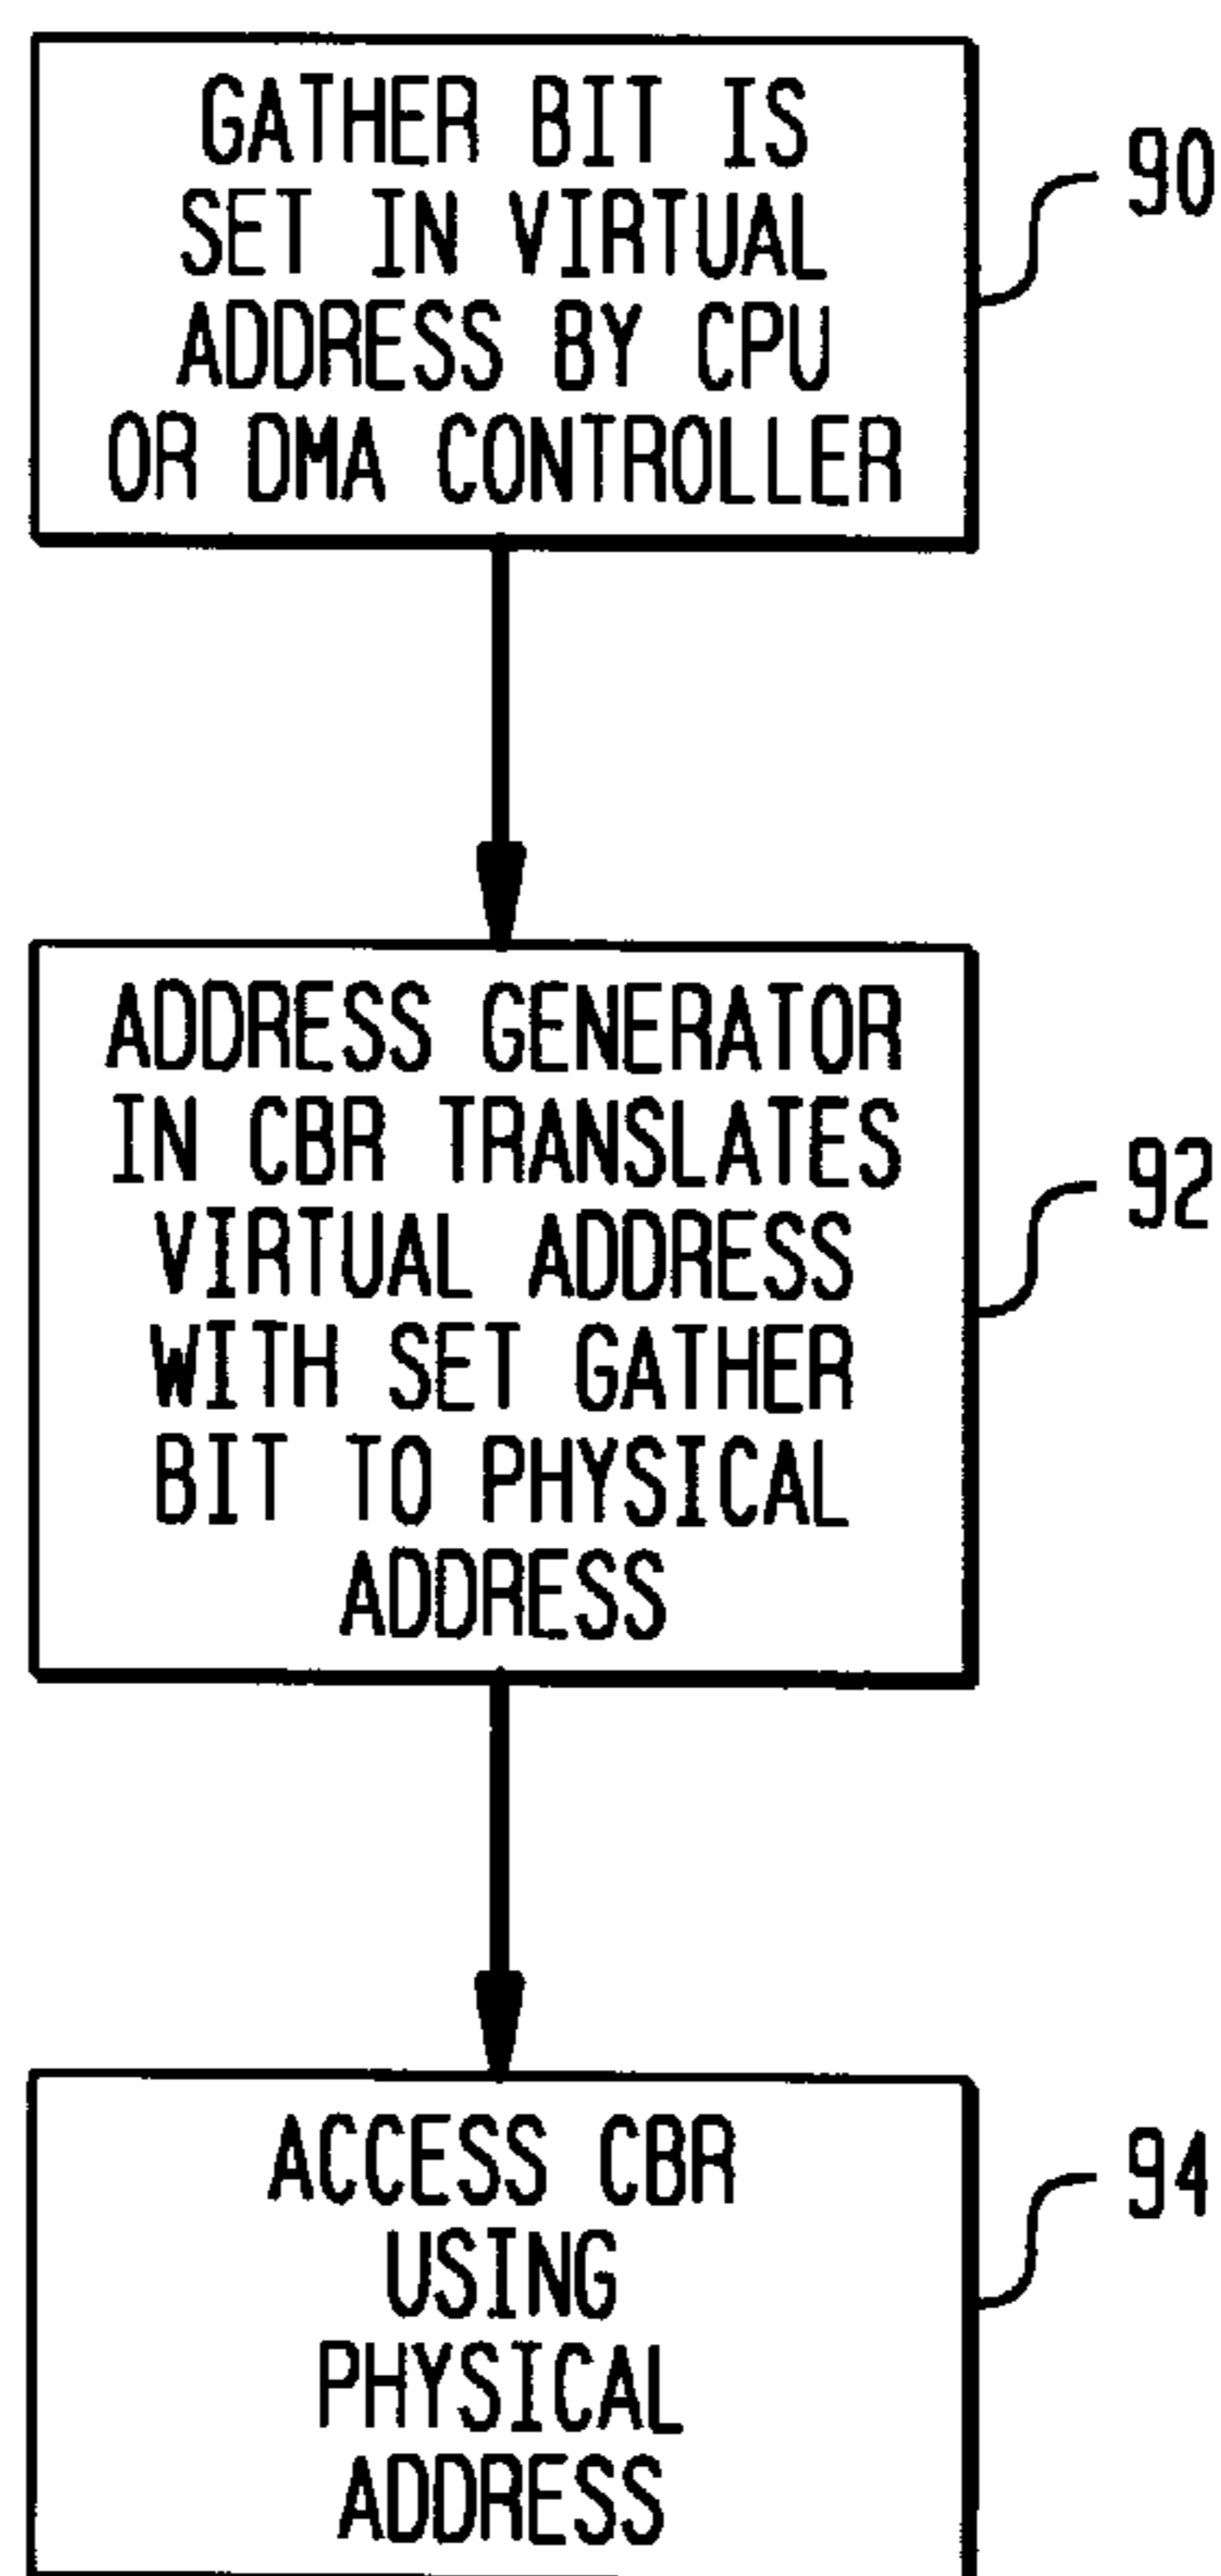 GATHER BIT IS
SET IN VIRTUAL
ADDRESS BY CPU
OR DMA CONTROLLER
90
ADDRESS GENERATOR
IN CBR TRANSLATES
VIRTUAL ADDRESS
WITH SET GATHER
BIT TO PHYSICAL
ADDRESS
92
ACCESS CBR
USING
PHYSICAL
ADDRESS
94